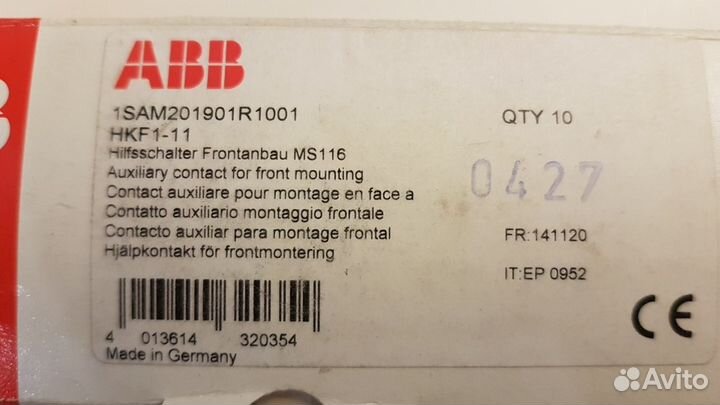 ABB
1SAM201901R1001
HKF1-11
QTY 10
Hilfsschalter Frontanbau MS116
Auxiliary contact for front mounting
Contact auxiliare pour montage en face a
Contatto auxiliario montaggio frontale
Contacto auxiliar para montage frontal
Hjälpkontakt för frontmontering
0427
FR:141120
IT:EP 0952
4 013614 320354
Made in Germany
CE
Avito